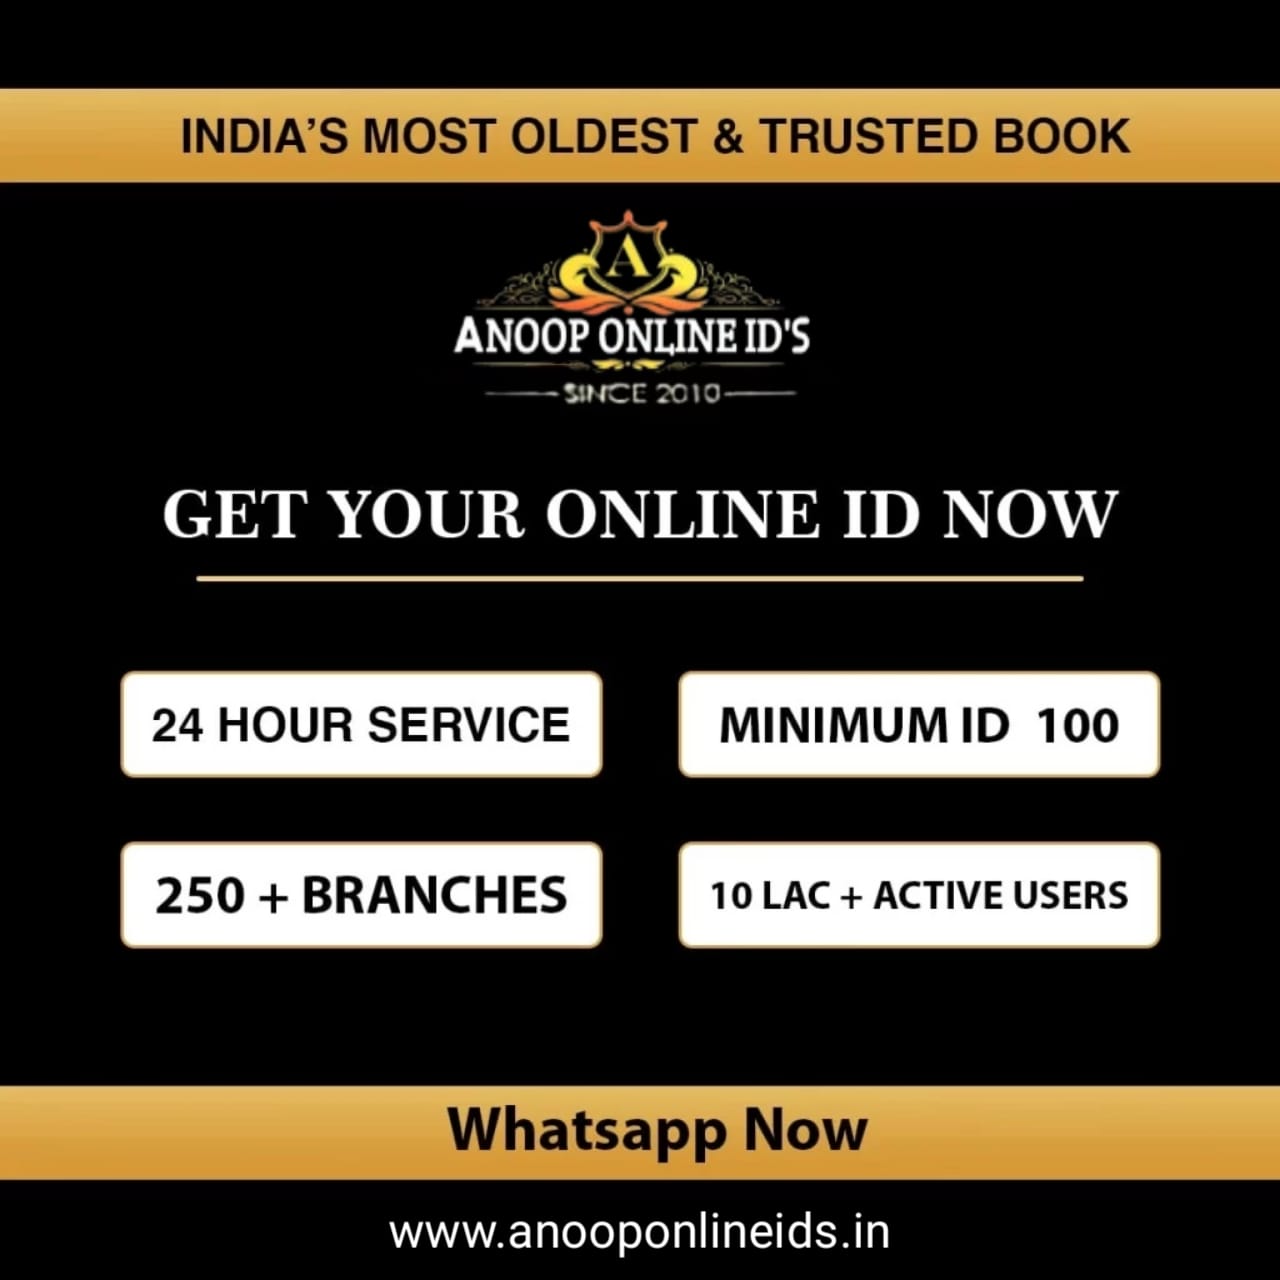 INDIA'S MOST OLDEST & TRUSTED BOOK
A
ANOOP ONLINE ID'S
SINCE 2010
GET YOUR ONLINE ID NOW
24 HOUR SERVICE
MINIMUM ID 100
250 + BRANCHES
10 LAC + ACTIVE USERS
Whatsapp Now
www.anooponlineids.in